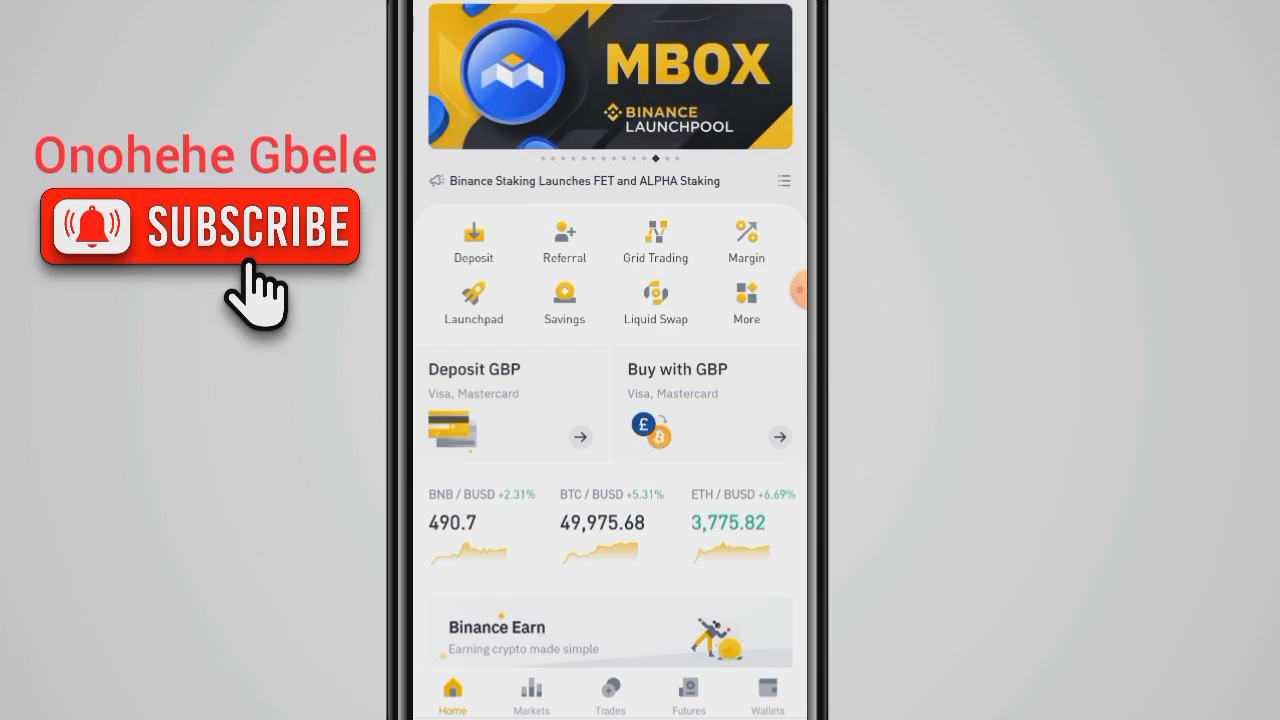 MBOX
BINANCE
LAUNCHPOOL
Onohehe Gbele
SUBSCRIBE
Binance Staking Launches FET and ALPHA Staking
Deposit Referral Grid Trading Margin
Launchpad Savings Liquid Swap More
Deposit GBP
Visa, Mastercard
Buy with GBP
Visa, Mastercard
£
BNB / BUSD +2.31% BTC / BUSD +5.31% ETH / BUSD +6.69%
490.7 49,975.68 3,775.82
Binance Earn
Earning crypto made simple
Home Markets Trades Futures Wallets